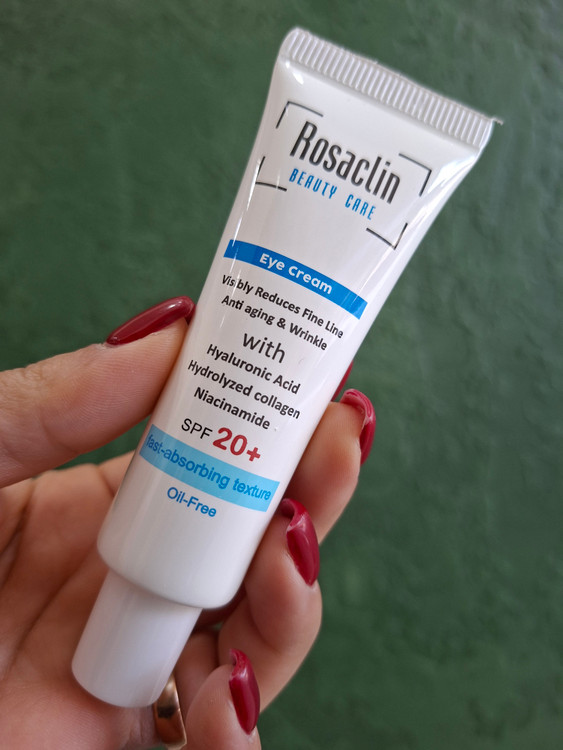 Rosaclin
BEAUTY CARE
Eye Cream
Visibly Reduces Fine Line
Anti aging & Wrinkle
with
Hyaluronic Acid
Hydrolyzed collagen
Niacinamide
SPF 20+
fast-absorbing texture
Oil-Free